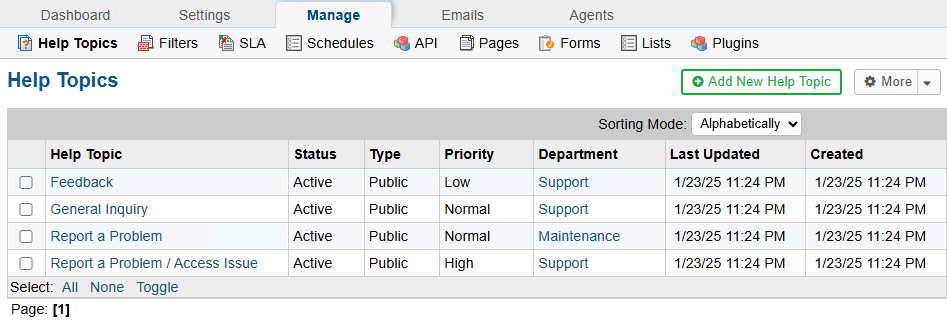 Dashboard Settings Manage Emails Agents
Help Topics Filters SLA Schedules API Pages Forms Lists Plugins
Help Topics Add New Help Topic More
Sorting Mode: Alphabetically
Help Topic Status Type Priority Department Last Updated Created
Feedback Active Public Low Support 1/23/25 11:24 PM 1/23/25 11:24 PM
General Inquiry Active Public Normal Support 1/23/25 11:24 PM 1/23/25 11:24 PM
Report a Problem Active Public Normal Maintenance 1/23/25 11:24 PM 1/23/25 11:24 PM
Report a Problem / Access Issue Active Public High Support 1/23/25 11:24 PM 1/23/25 11:24 PM
Select: All None Toggle
Page: [1]